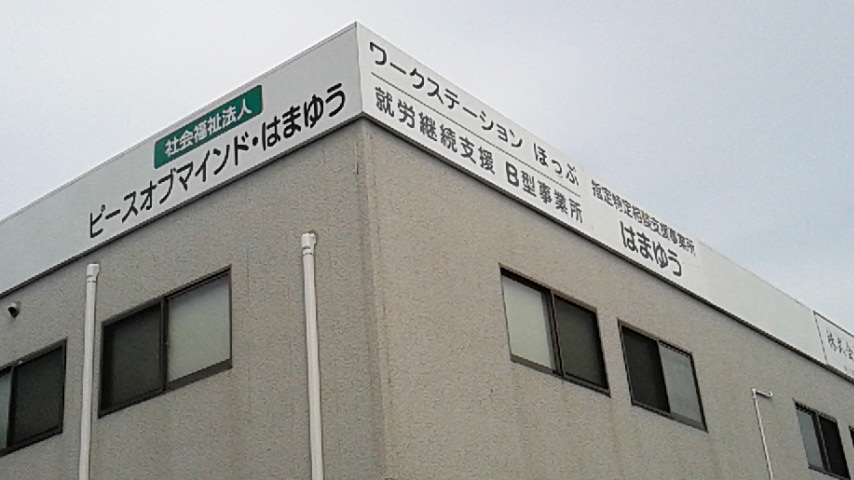 社会福祉法人
ピースオブマインド・はまゆう
ワークステーション ほっぷ
就労継続支援 B型事業所
指定特定相談支援事業所
はまゆう
株式会